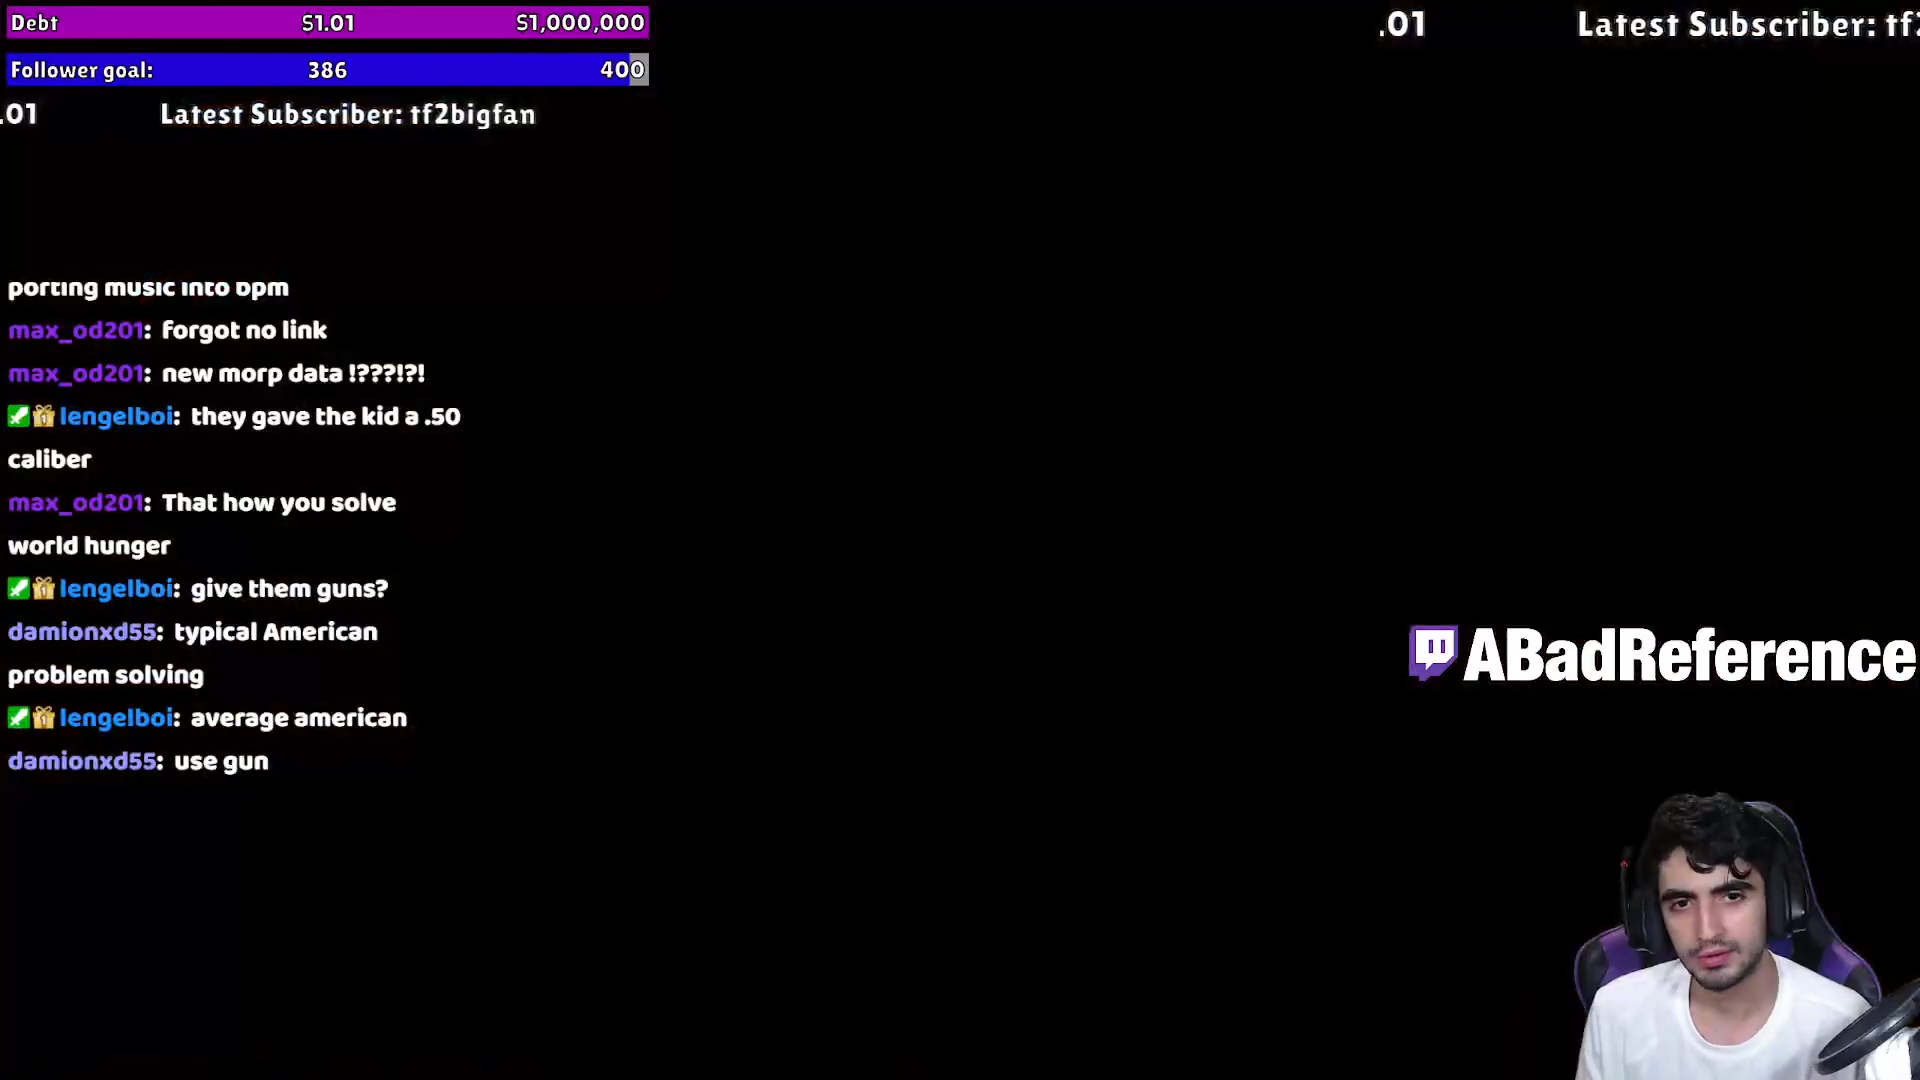 Debt $1.01 $1,000,000
.01 Latest Subscriber: tf2
Follower goal: 386 400
.01 Latest Subscriber: tf2bigfan
porting music into bpm
max_od201: forgot no link
max_od201: new morp data !???!?!
lengelboi: they gave the kid a .50
caliber
max_od201: That how you solve
world hunger
lengelboi: give them guns?
damionxd55: typical American
problem solving
lengelboi: average american
damionxd55: use gun
ABadReference